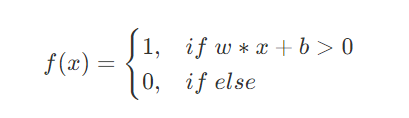 f(x) = { 1, if w * x + b > 0
0, if else